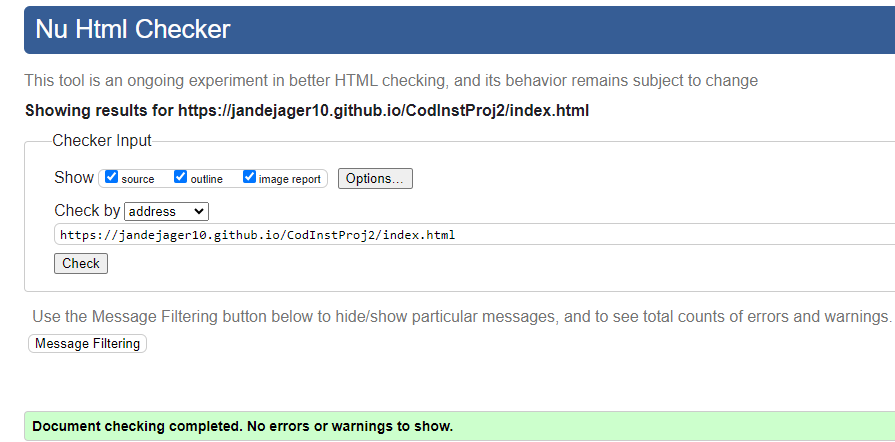 Nu Html Checker
This tool is an ongoing experiment in better HTML checking, and its behavior remains subject to change
Showing results for https://jandejager10.github.io/CodInstProj2/index.html
Checker Input
Show source outline image report Options...
Check by address
https://jandejager10.github.io/CodInstProj2/index.html
Check
Use the Message Filtering button below to hide/show particular messages, and to see total counts of errors and warnings.
Message Filtering
Document checking completed. No errors or warnings to show.